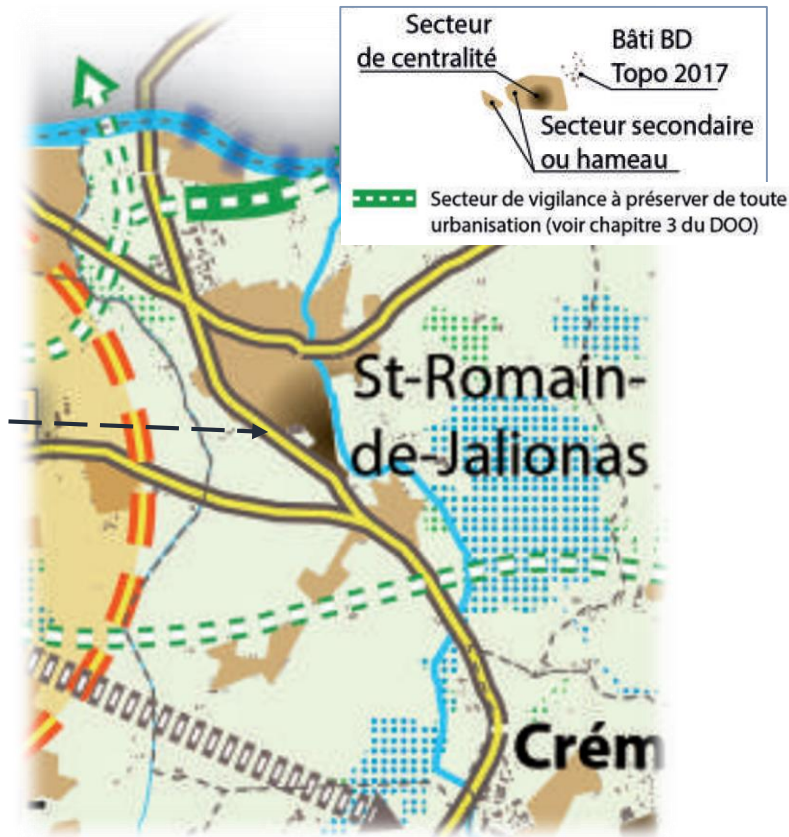 Secteur
de centralité
Bâti BD
Topo 2017
Secteur secondaire
ou hameau
Secteur de vigilance à préserver de toute
urbanisation (voir chapitre 3 du DOO)
St-Romain-
de-Jalionas
Crém